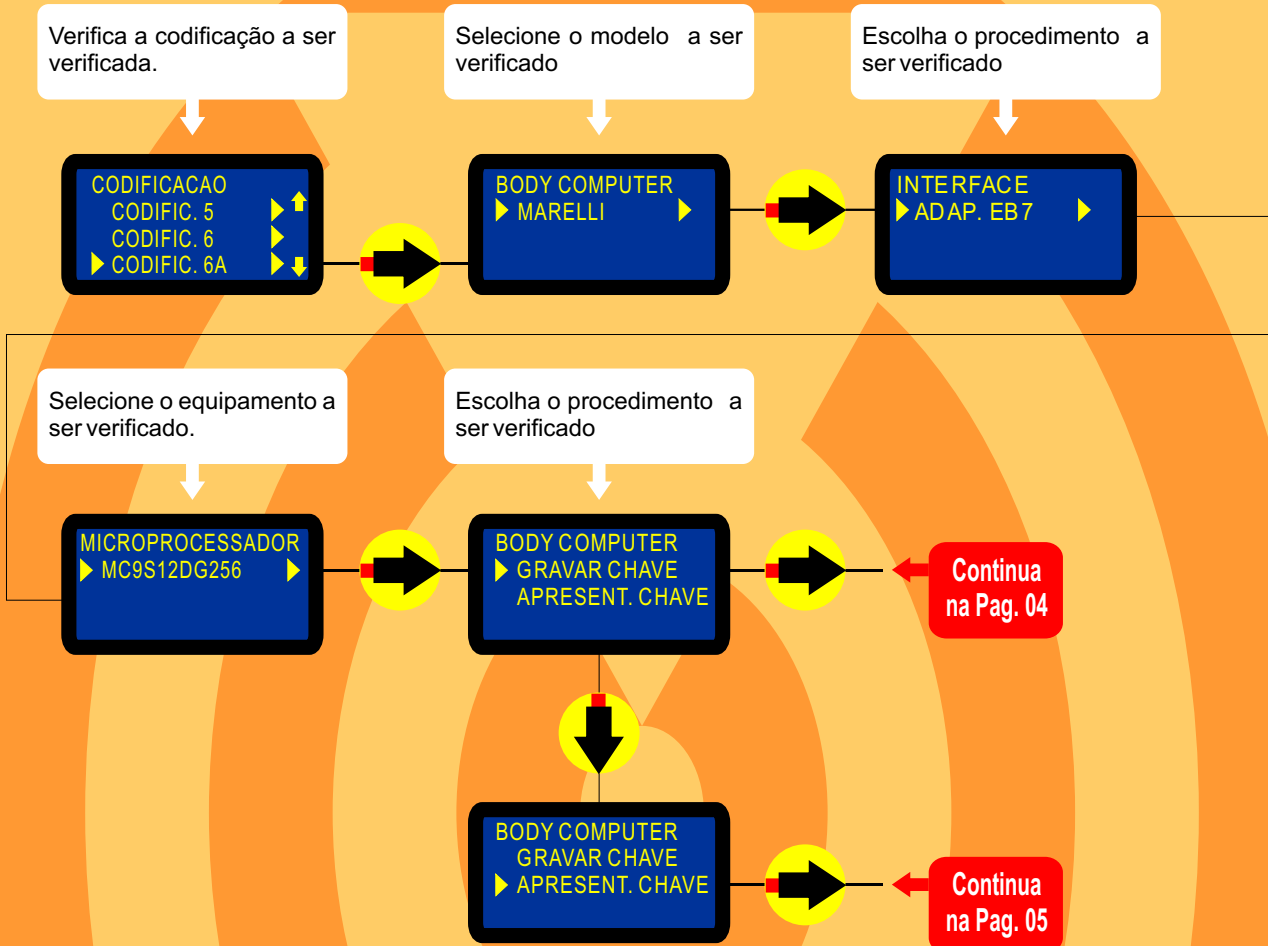 Verifica a codificação a ser
verificada.
Selecione o modelo a ser
verificado
Escolha o procedimento a
ser verificado
CODIFICACAO
CODIFIC. 5
CODIFIC. 6
CODIFIC. 6A
BODY COMPUTER
MARELLI
INTERFACE
ADAP. EB7
Selecione o equipamento a
ser verificado.
Escolha o procedimento a
ser verificado
MICROPROCESSADOR
MC9S12DG256
BODY COMPUTER
GRAVAR CHAVE
APRESENT. CHAVE
Continua
na Pag. 04
BODY COMPUTER
GRAVAR CHAVE
APRESENT. CHAVE
Continua
na Pag. 05